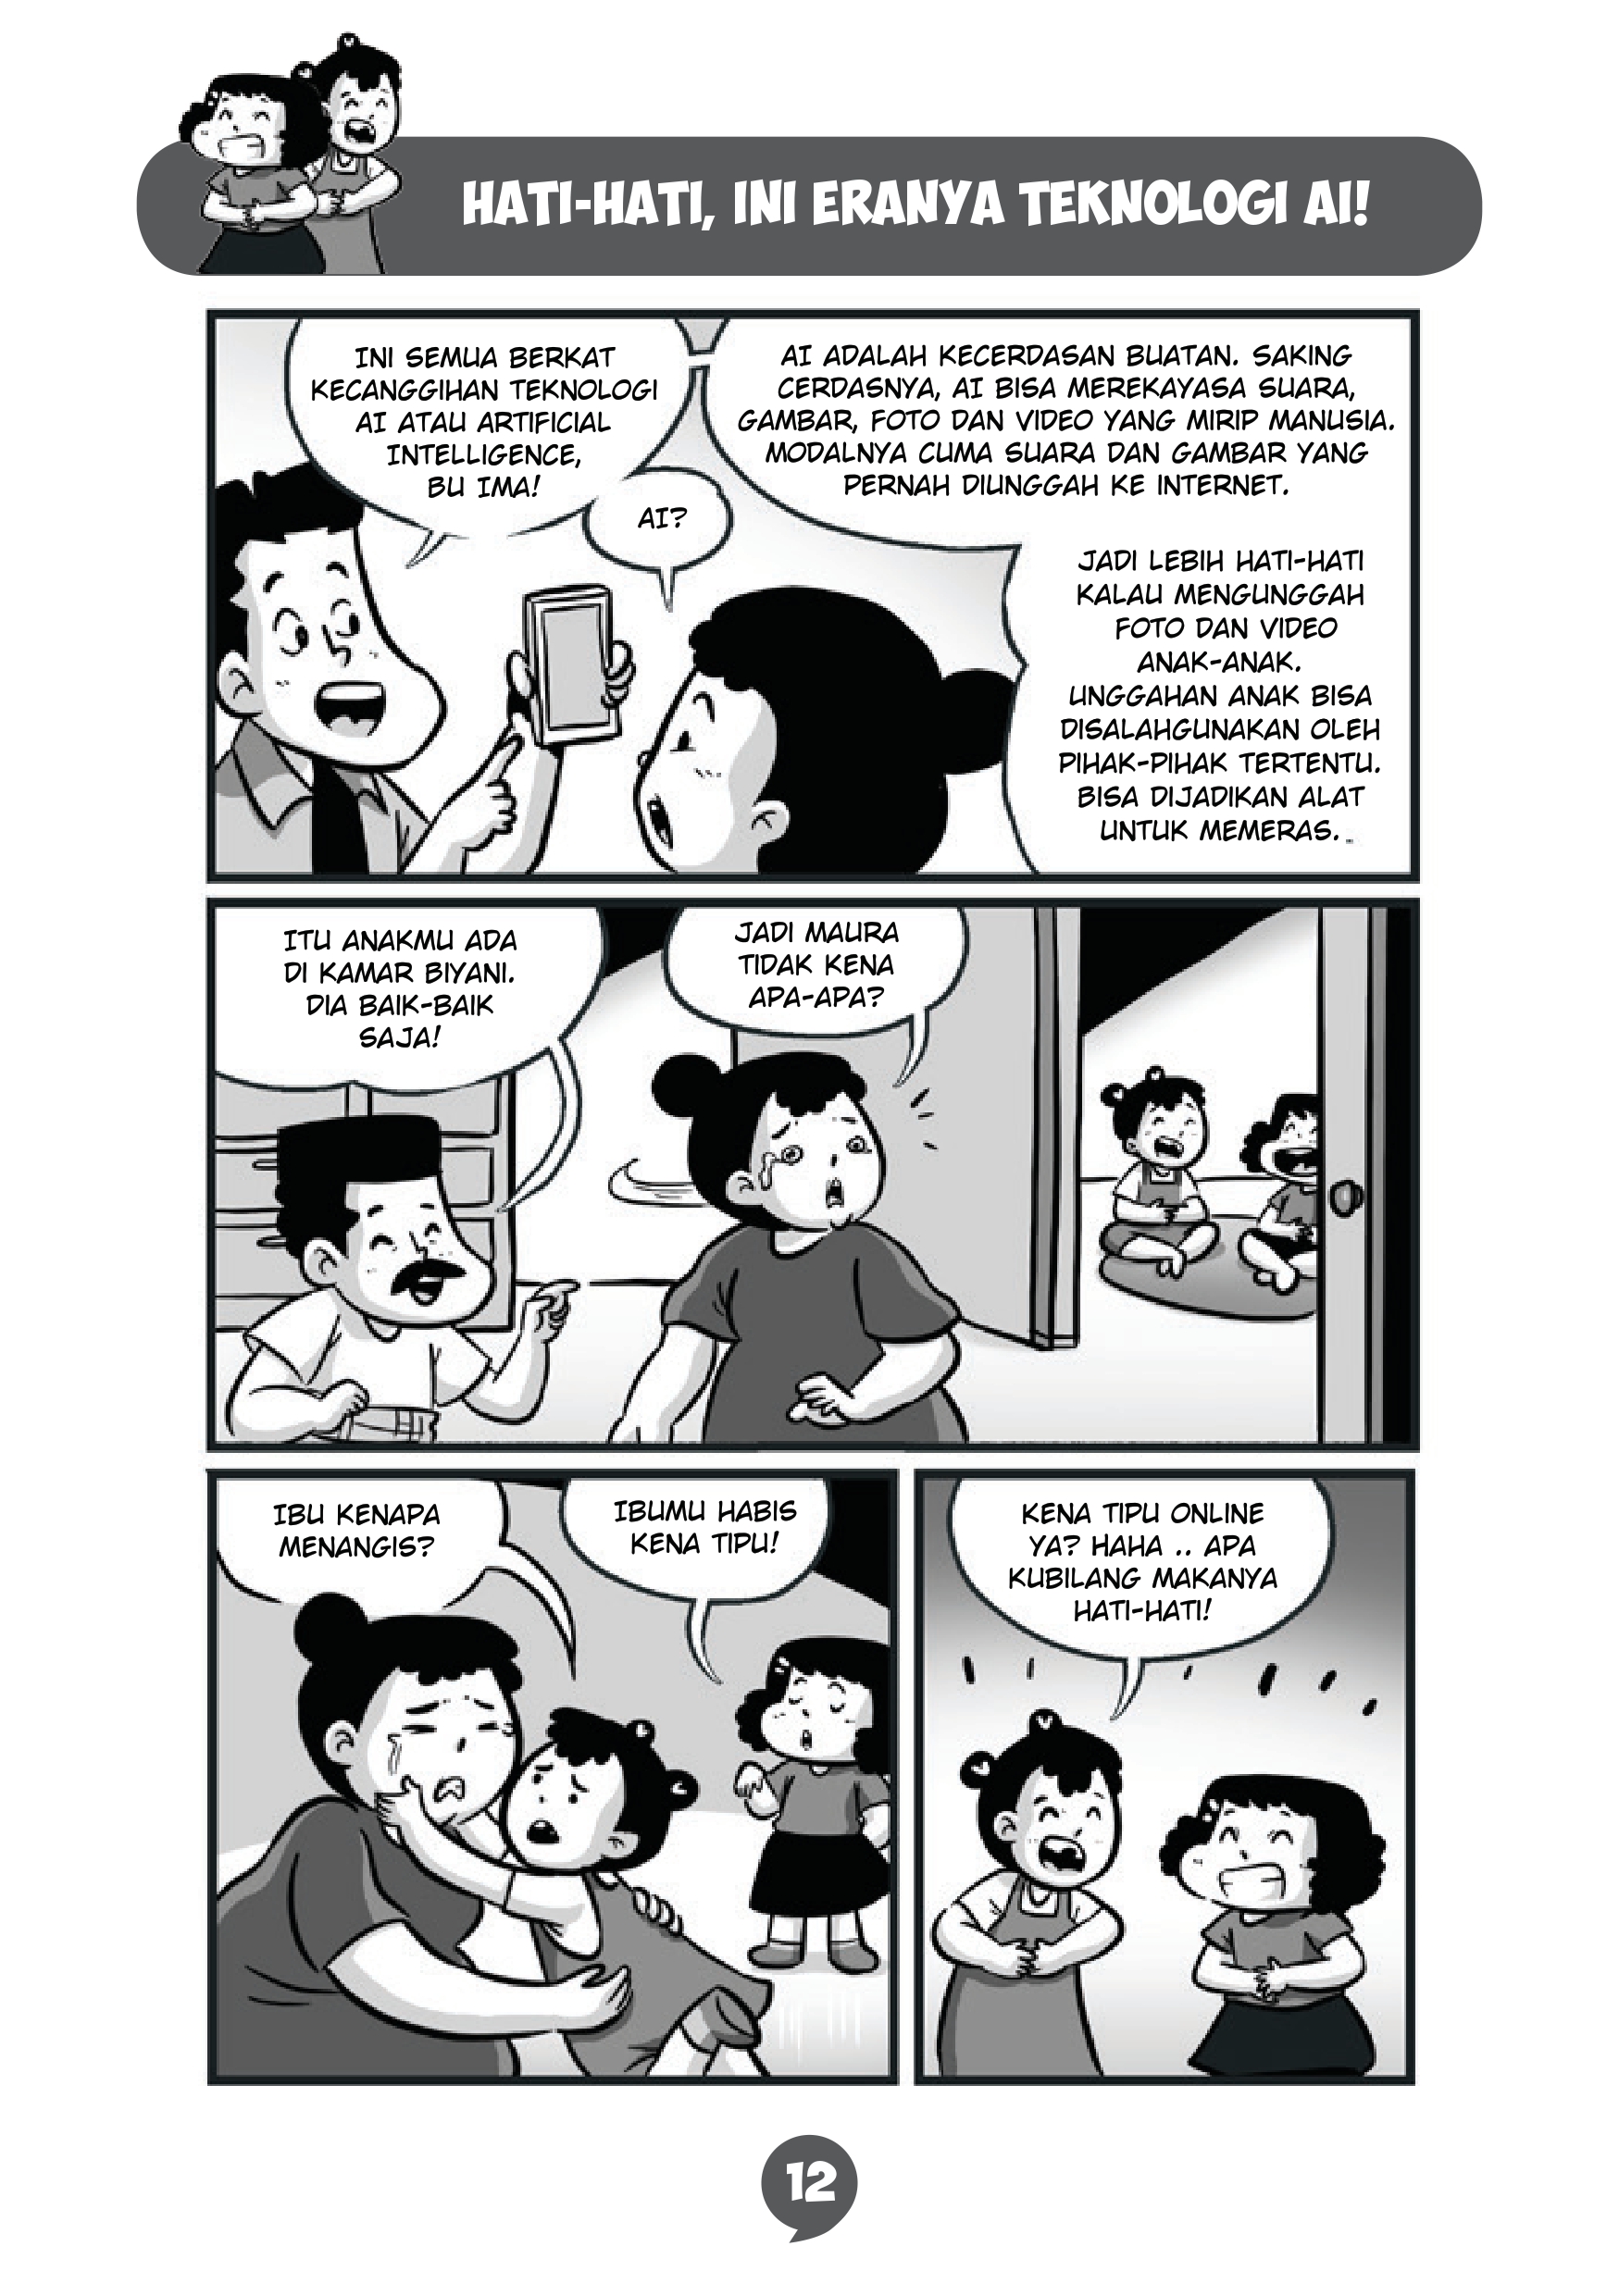 HATI-HATI, INI ERANYA TEKNOLOGI AI!
INI SEMUA BERKAT
KECANGGIHAN TEKNOLOGI
AI ATAU ARTIFICIAL
INTELLIGENCE,
BU IMA!
AI?
AI ADALAH KECERDASAN BUATAN. SAKING
CERDASNYA, AI BISA MEREKAYASA SUARA,
GAMBAR, FOTO DAN VIDEO YANG MIRIP MANUSIA.
MODALNYA CUMA SUARA DAN GAMBAR YANG
PERNAH DIUNGGAH KE INTERNET.
JADI LEBIH HATI-HATI
KALAU MENGUNGGAH
FOTO DAN VIDEO
ANAK-ANAK.
UNGGAHAN ANAK BISA
DISALAHGUNAKAN OLEH
PIHAK-PIHAK TERTENTU.
BISA DIJADIKAN ALAT
UNTUK MEMERAS.
ITU ANAKMU ADA
DI KAMAR BIYANI.
DIA BAIK-BAIK
SAJA!
JADI MAURA
TIDAK KENA
APA-APA?
IBU KENAPA
MENANGIS?
IBUMU HABIS
KENA TIPU!
KENA TIPU ONLINE
YA? HAHA .. APA
KUBILANG MAKANYA
HATI-HATI!
12